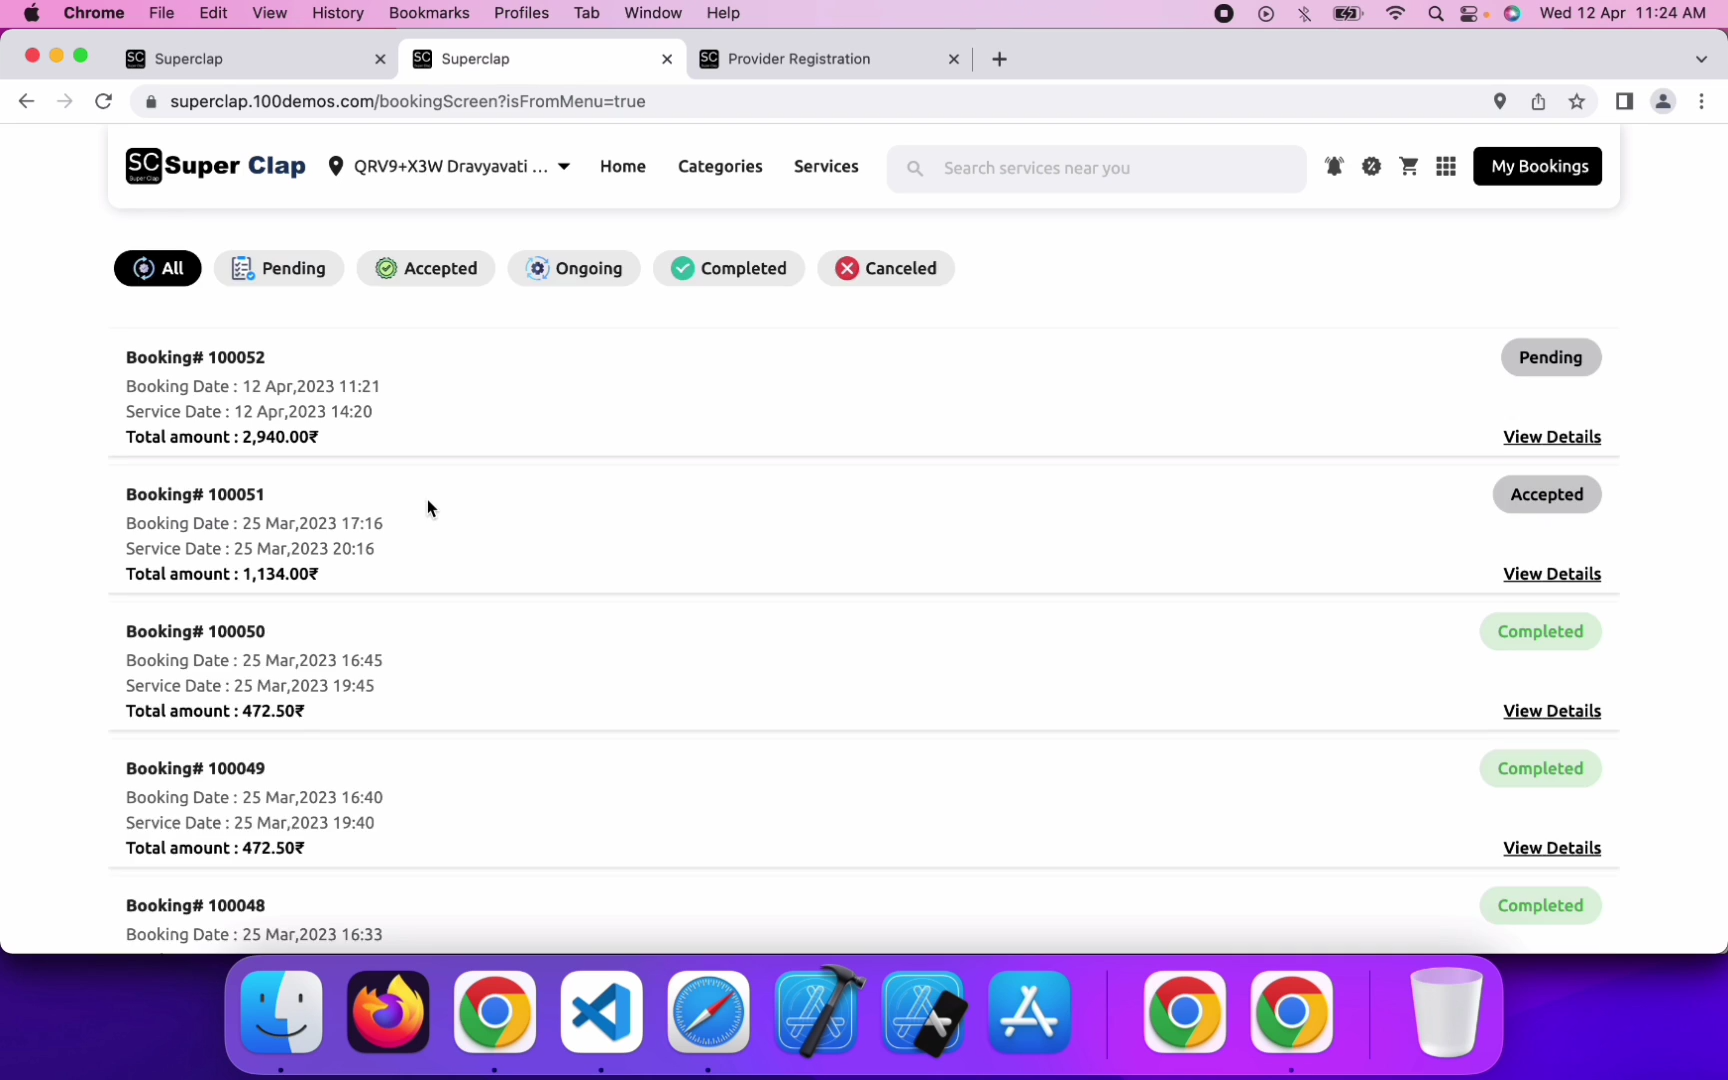 Chrome File Edit View History Bookmarks Profiles Tab Window Help Wed 12 Apr 11:24 AM
SC Superclap SC Superclap SC Provider Registration
superclap.100demos.com/bookingScreen?isFromMenu=true
SC Super Clap QRV9+X3W Dravyavati ... Home Categories Services Search services near you My Bookings
Super Clap
All Pending Accepted Ongoing Completed Canceled
Booking# 100052 Pending
Booking Date : 12 Apr,2023 11:21
Service Date : 12 Apr,2023 14:20
Total amount : 2,940.00₹ View Details
Booking# 100051 Accepted
Booking Date : 25 Mar,2023 17:16
Service Date : 25 Mar,2023 20:16
Total amount : 1,134.00₹ View Details
Booking# 100050 Completed
Booking Date : 25 Mar,2023 16:45
Service Date : 25 Mar,2023 19:45
Total amount : 472.50₹ View Details
Booking# 100049 Completed
Booking Date : 25 Mar,2023 16:40
Service Date : 25 Mar,2023 19:40
Total amount : 472.50₹ View Details
Booking# 100048 Completed
Booking Date : 25 Mar,2023 16:33